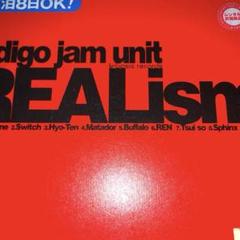 泊8日OK!
digo jam unit
REALism
2.Switch 3.Hyo-Ten 4.Matador 5.Buffalo 6.REN 7.Tsui so 8.Sphinx